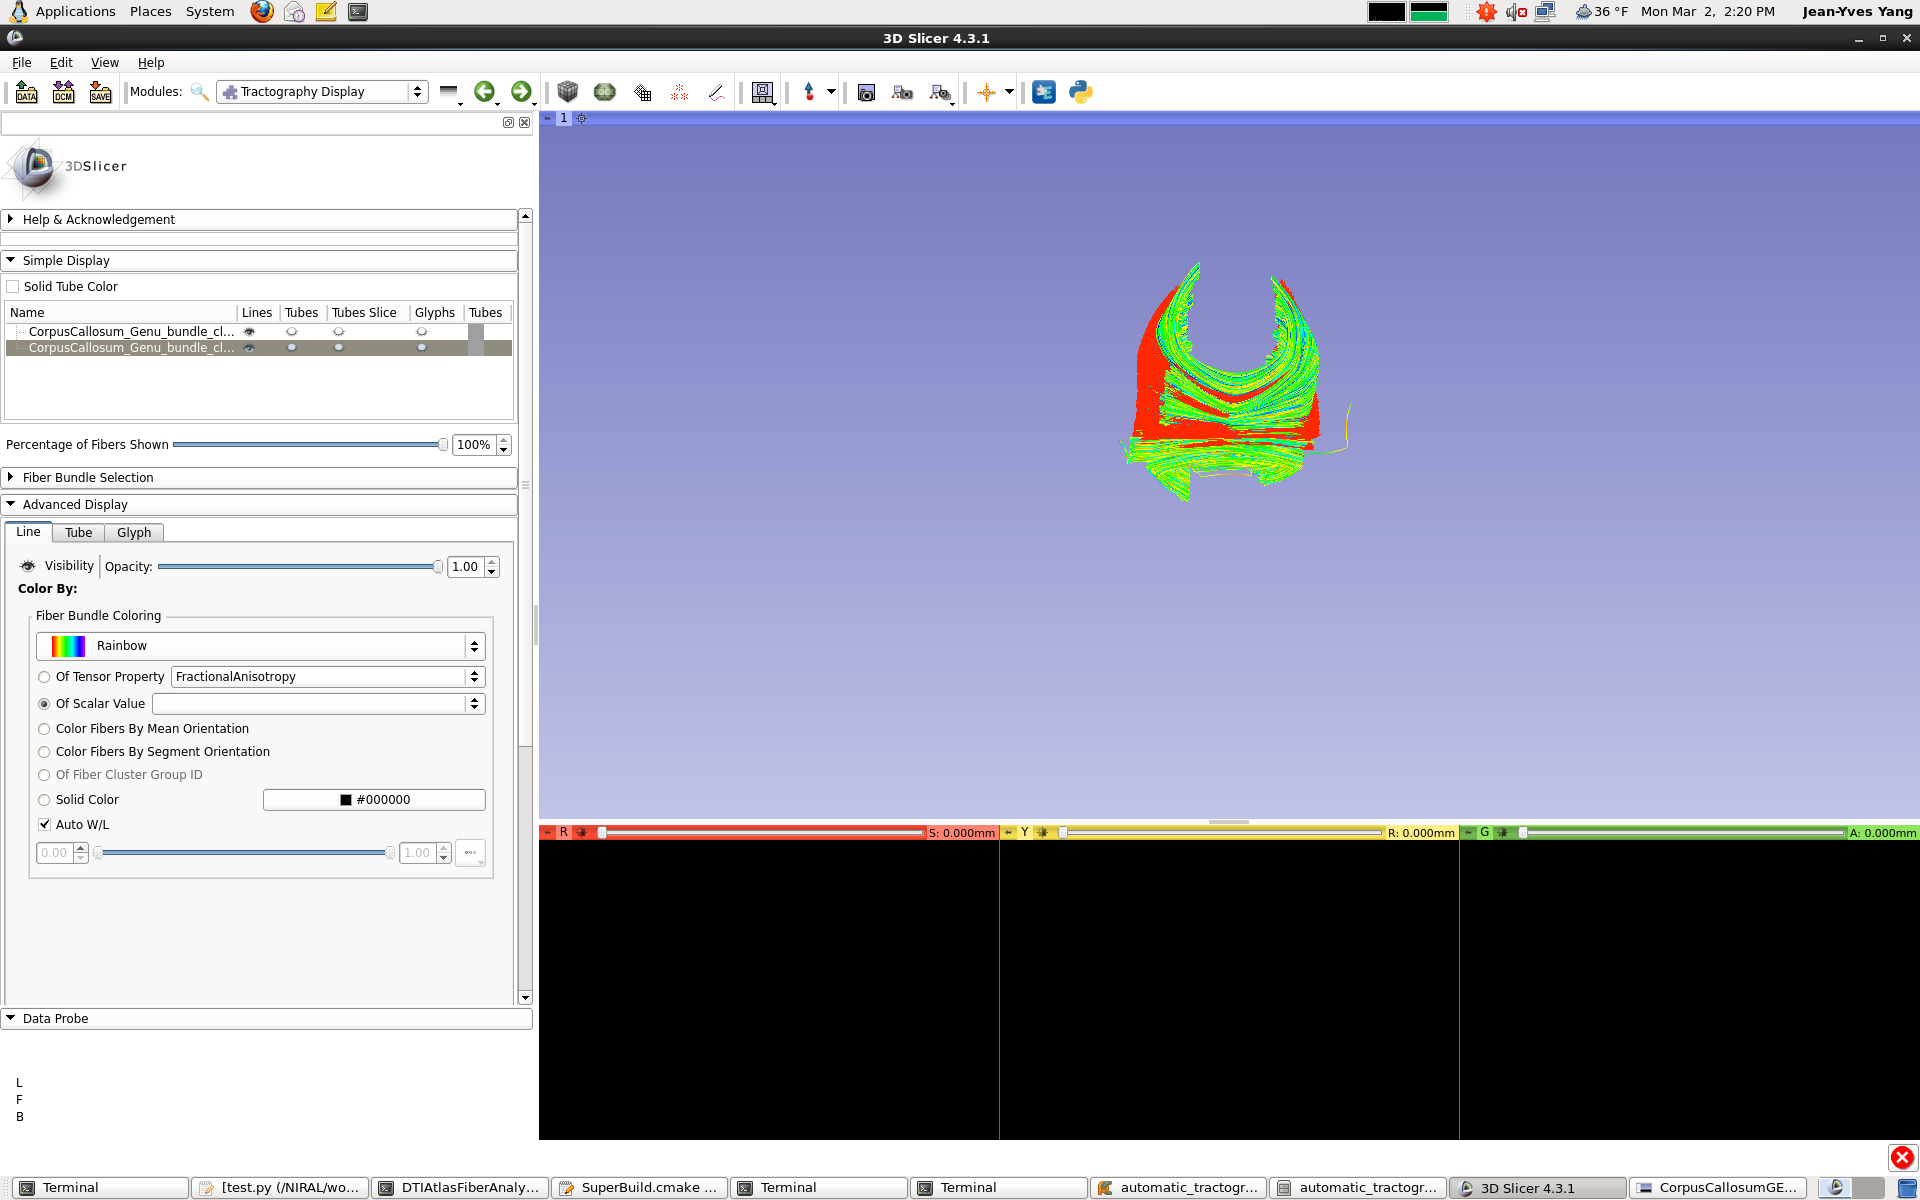 Applications Places System 36 °F Mon Mar 2, 2:20 PM Jean-Yves Yang
3D Slicer 4.3.1
File Edit View Help
DATA DCM SAVE Modules: Tractography Display
1
3DSlicer
Help & Acknowledgement
Simple Display
Solid Tube Color
Name Lines Tubes Tubes Slice Glyphs Tubes
CorpusCallosum_Genu_bundle_cl...
CorpusCallosum_Genu_bundle_cl...
Percentage of Fibers Shown 100%
Fiber Bundle Selection
Advanced Display
Line Tube Glyph
Visibility Opacity: 1.00
Color By:
Fiber Bundle Coloring
Rainbow
Of Tensor Property FractionalAnisotropy
Of Scalar Value
Color Fibers By Mean Orientation
Color Fibers By Segment Orientation
Of Fiber Cluster Group ID
Solid Color #000000
Auto W/L
0.00 1.00 ...
R S: 0.000mm Y R: 0.000mm G A: 0.000mm
Data Probe
L
F
B
Terminal [test.py (/NIRAL/wo... DTIAtlasFiberAnaly... SuperBuild.cmake ... Terminal Terminal automatic_tractogr... automatic_tractogr... 3D Slicer 4.3.1 CorpusCallosumGE...